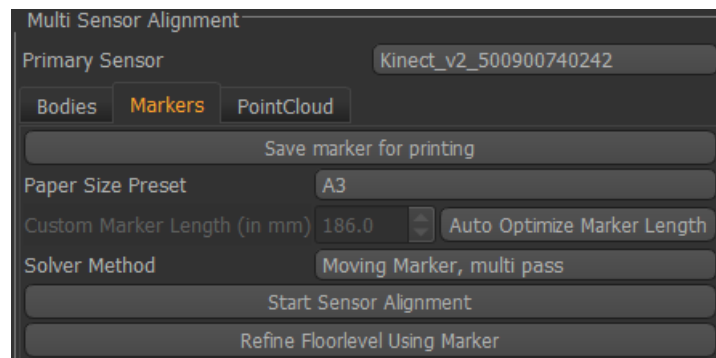 Multi Sensor Alignme
Primary Sensor Kinect_v2_500900740242
Bodies Markers PointCloud
Save marker for printing
Paper Size Preset A3
Custom Marker Length (in mm) 186.0 Auto Optimize Marker Length
Solver Method Moving Marker, multi pass
Start Sensor Alignment
Refine Floorlevel Using Marker